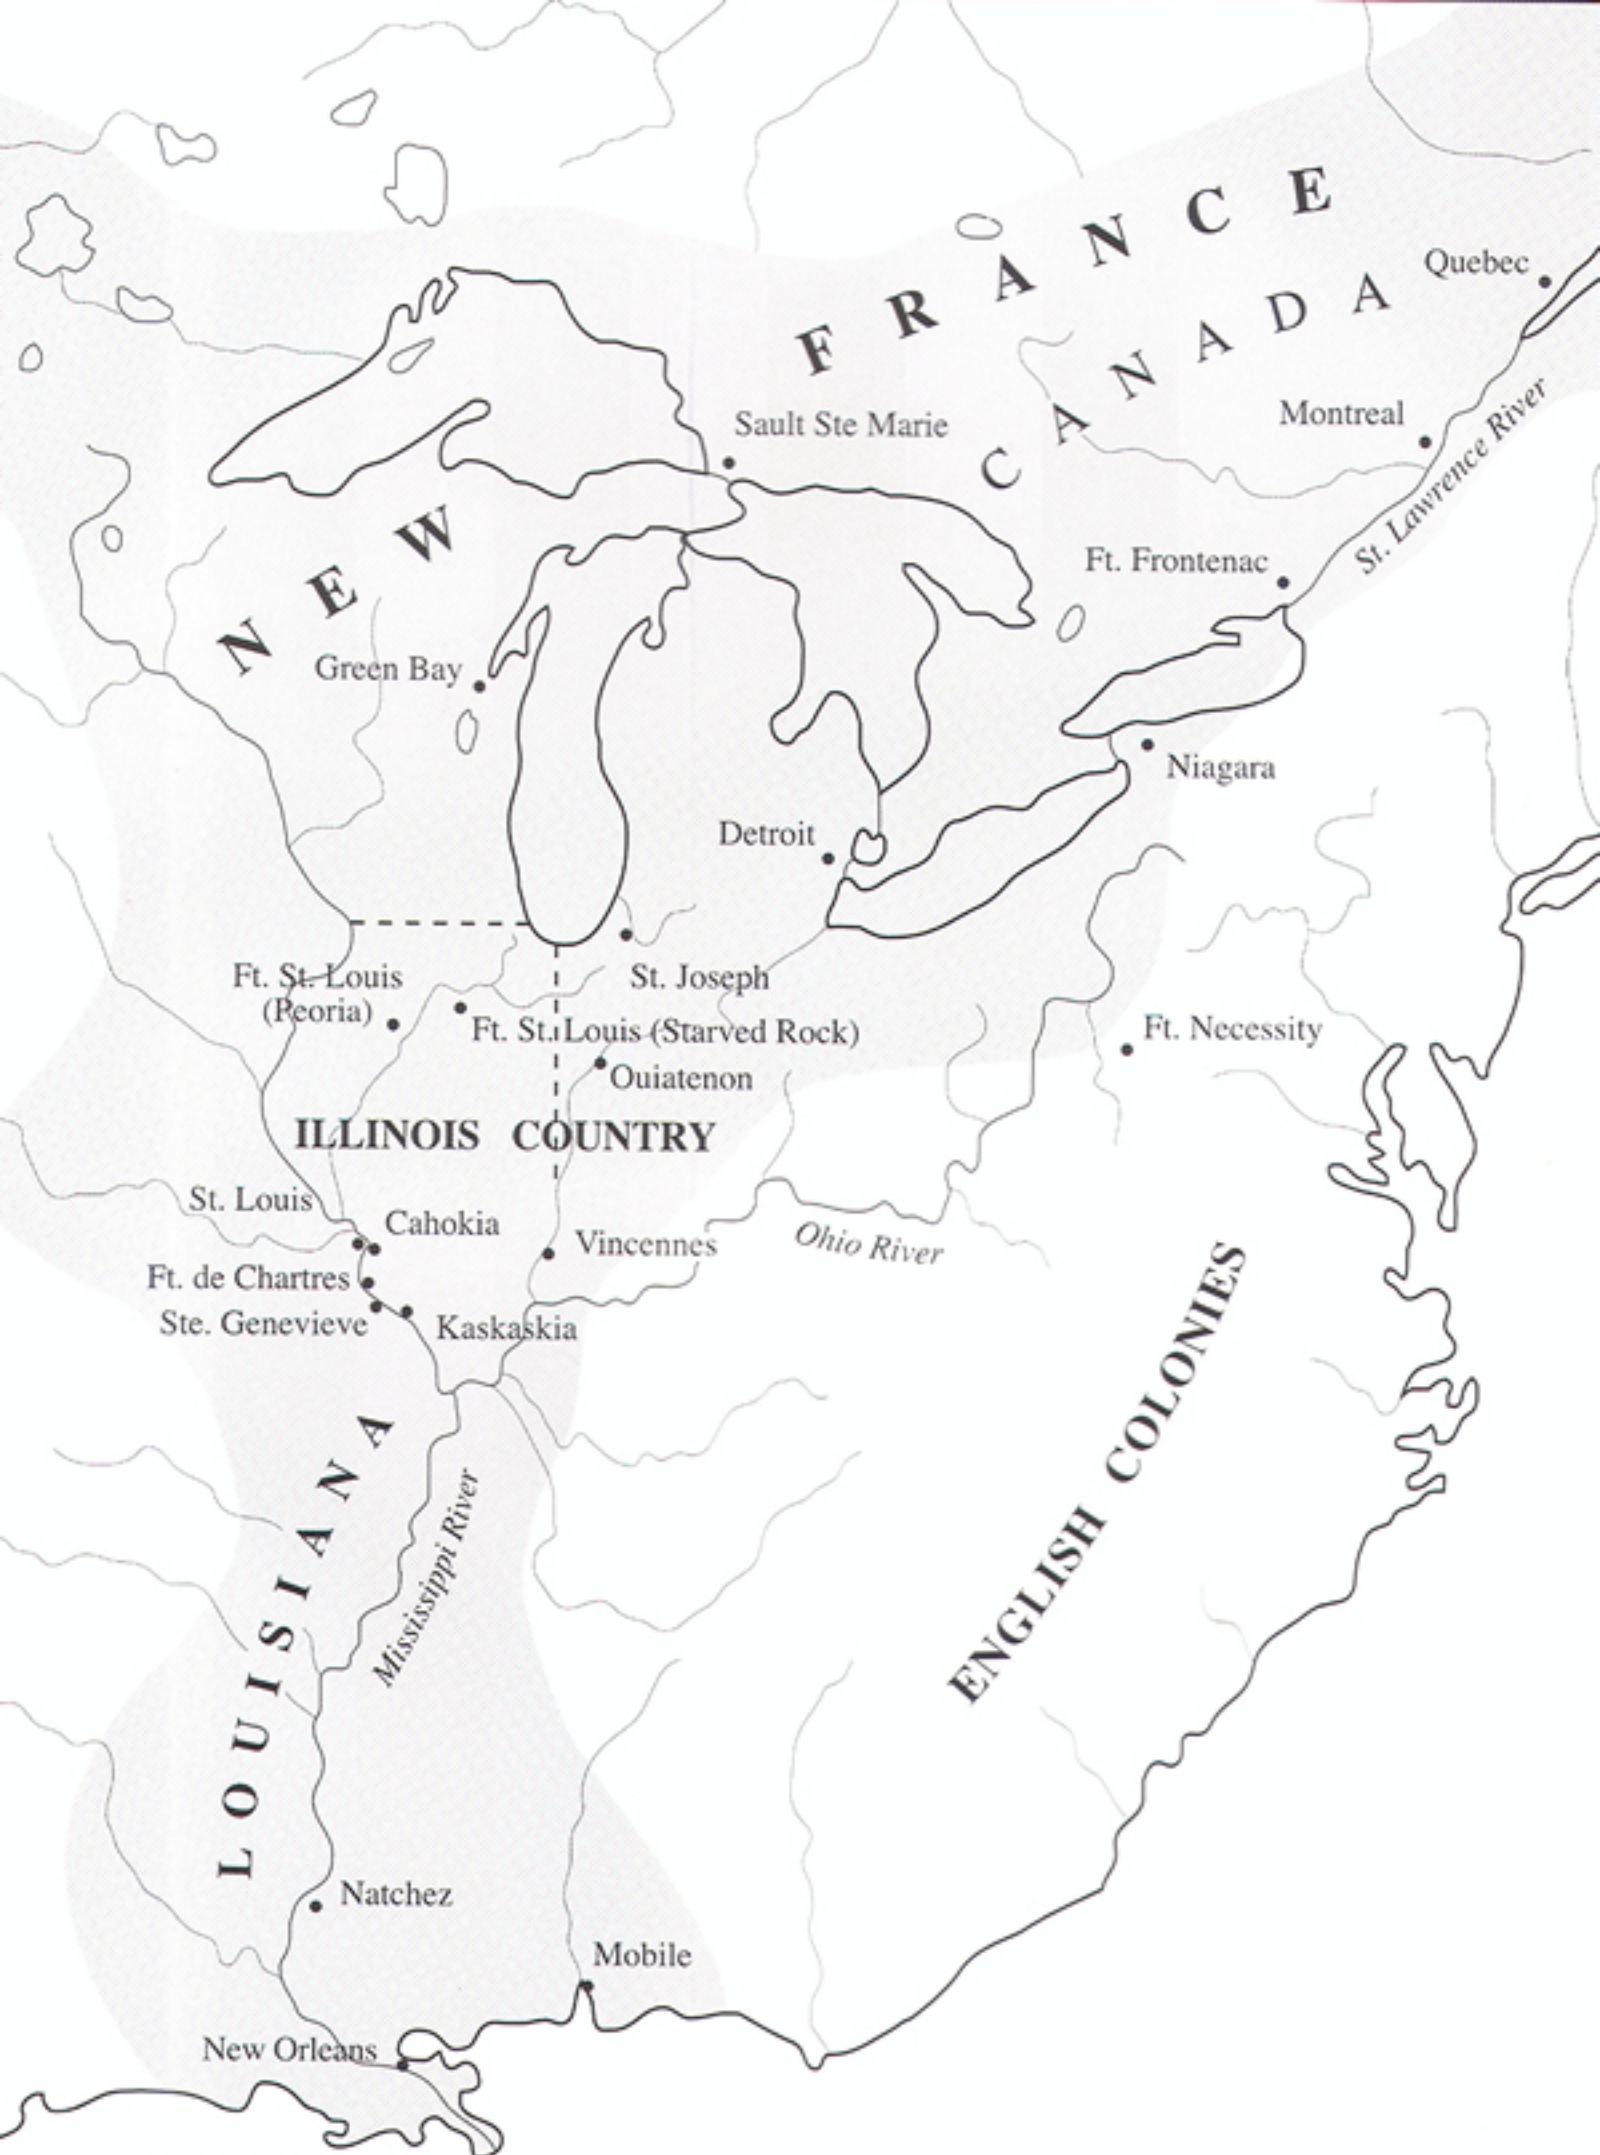 NEW FRANCE
CANADA
Quebec
Montreal
St. Lawrence River
Sault Ste Marie
Ft. Frontenac
Green Bay
Niagara
Detroit
Ft. St. Louis
(Peoria)
St. Joseph
Ft. St. Louis (Starved Rock)
Ft. Necessity
Ouiatenon
ILLINOIS COUNTRY
St. Louis
Cahokia
Vincennes
Ohio River
Ft. de Chartres
Ste. Genevieve
Kaskaskia
ENGLISH COLONIES
LOUISIANA
Mississippi River
Natchez
Mobile
New Orleans